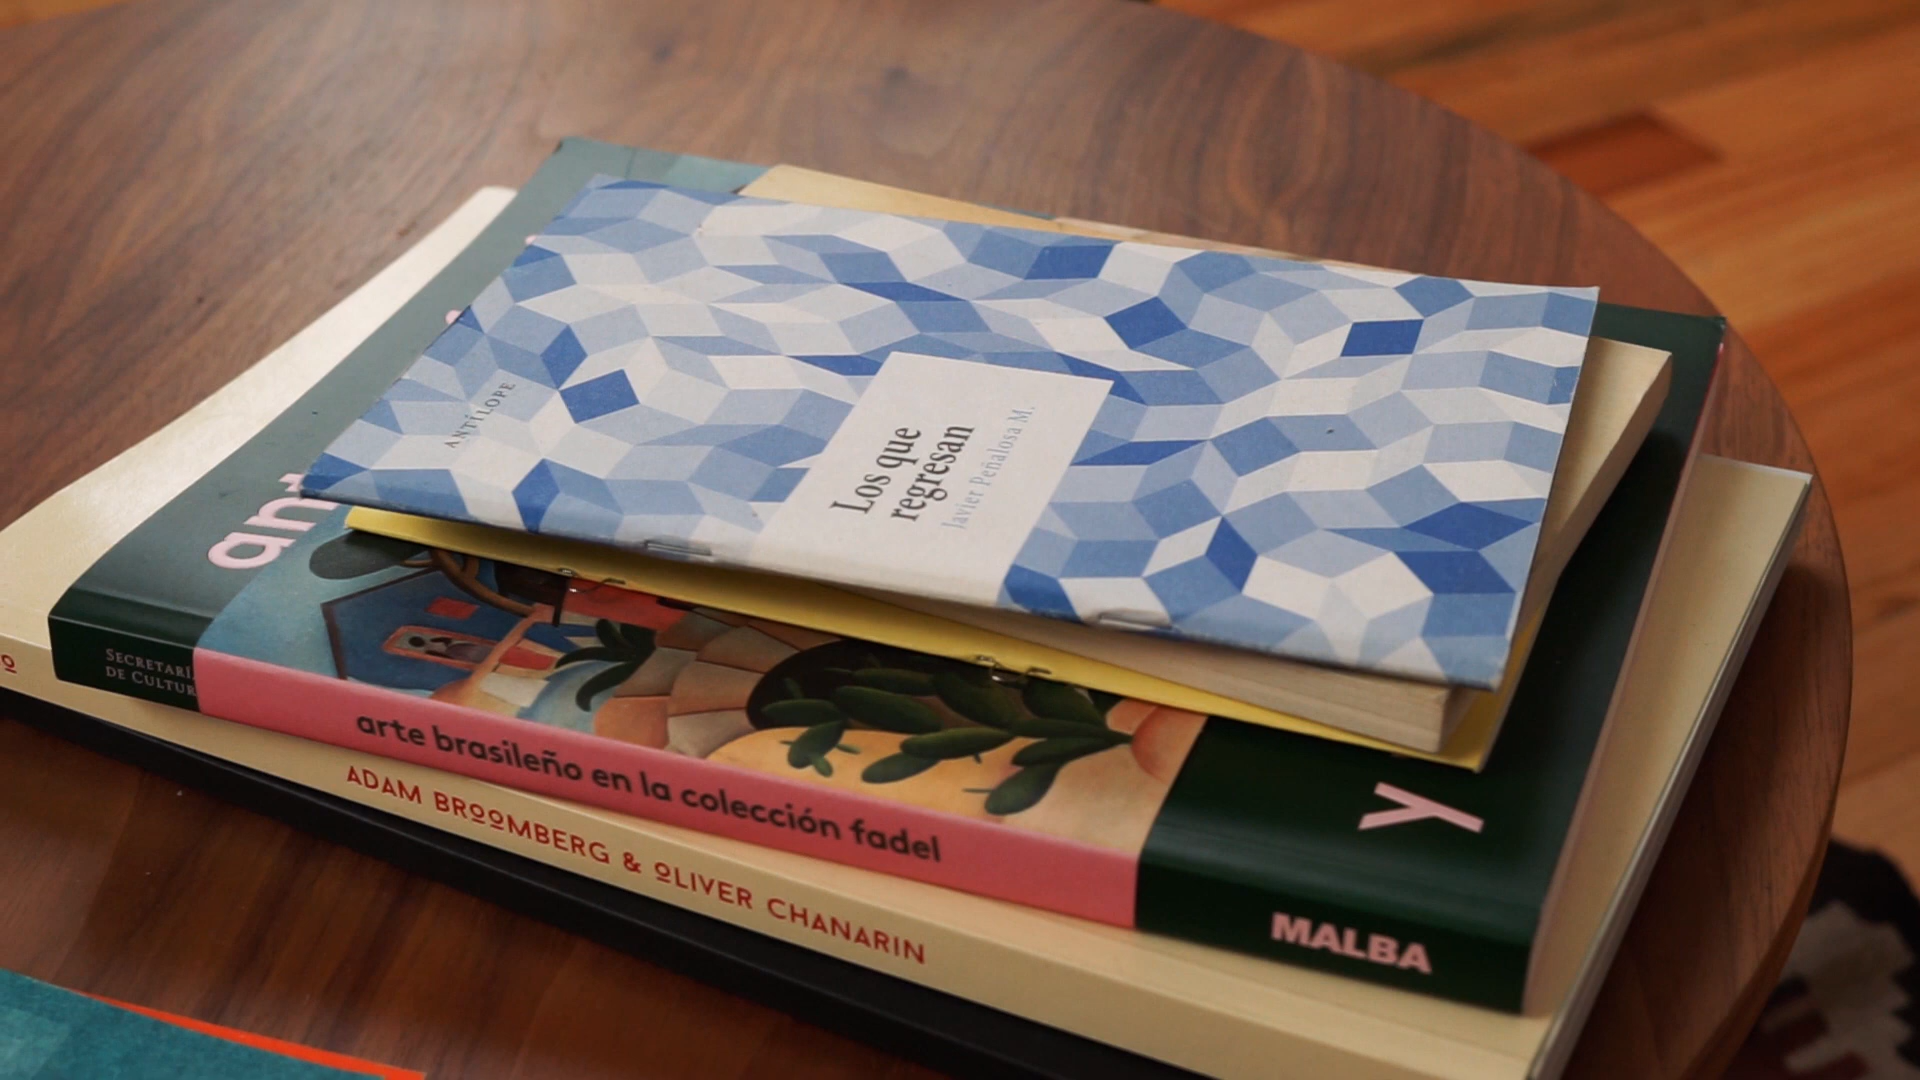 ANTÍLOPE
Los que
regresan
Javier Peñalosa M.
ant
y
SECRETARÍ
DE CULTUR
arte brasileño en la colección fadel
MALBA
O
ADAM BROOMBERG & OLIVER CHANARIN